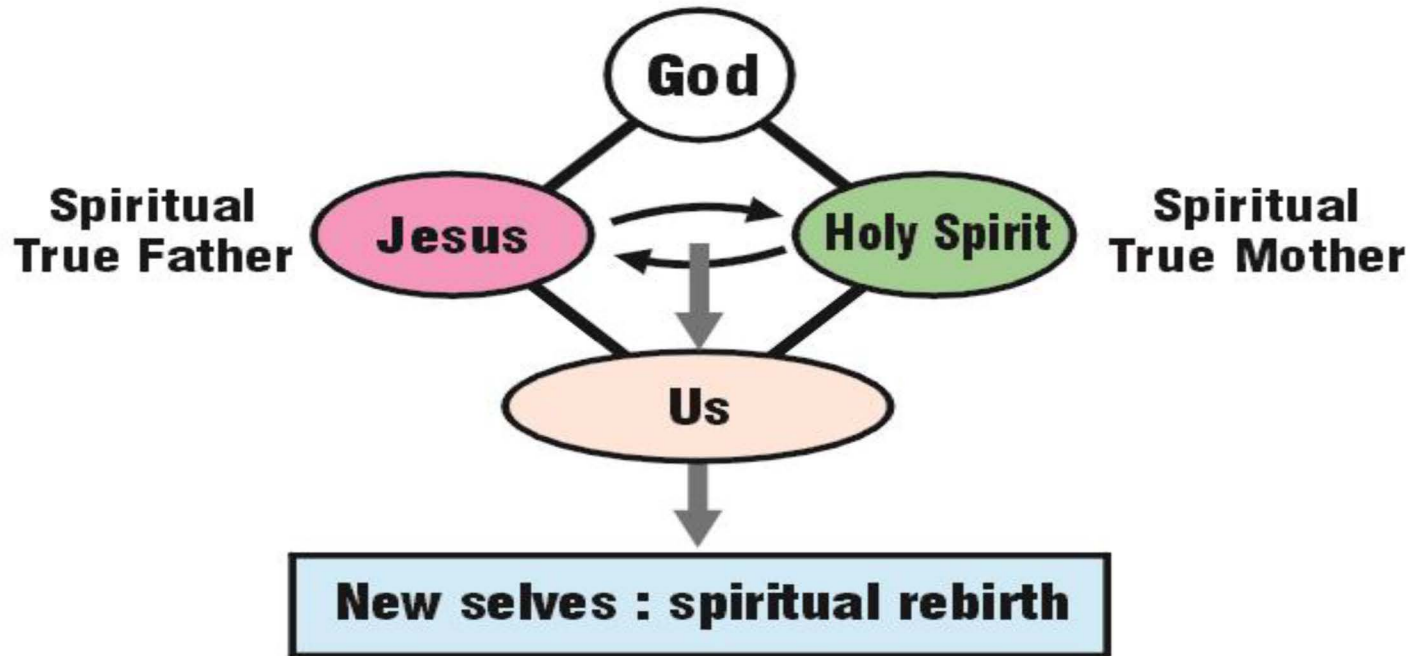 God
Spiritual
True Father
Jesus
Holy Spirit
Spiritual
True Mother
Us
New selves : spiritual rebirth